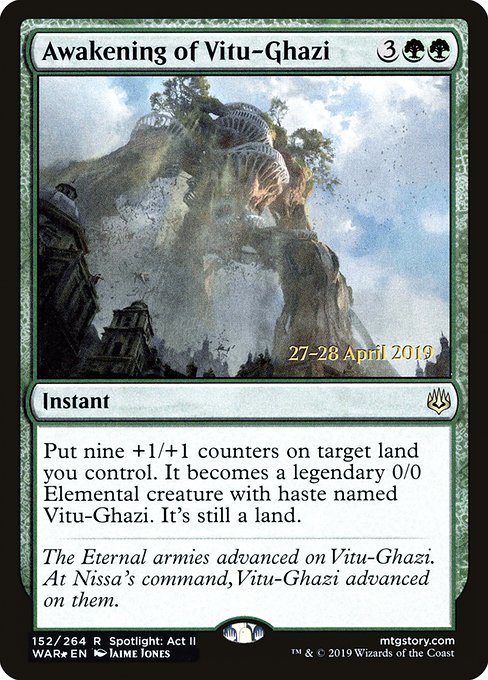 Awakening of Vitu-Ghazi 3
27–28 April 2019
Instant
Put nine +1/+1 counters on target land
you control. It becomes a legendary 0/0
Elemental creature with haste named
Vitu-Ghazi. It's still a land.
The Eternal armies advanced on Vitu-Ghazi.
At Nissa's command, Vitu-Ghazi advanced
on them.
152/264 R Spotlight: Act II mtgstory.com
WAR★EN Jaime Jones ™ & © 2019 Wizards of the Coast